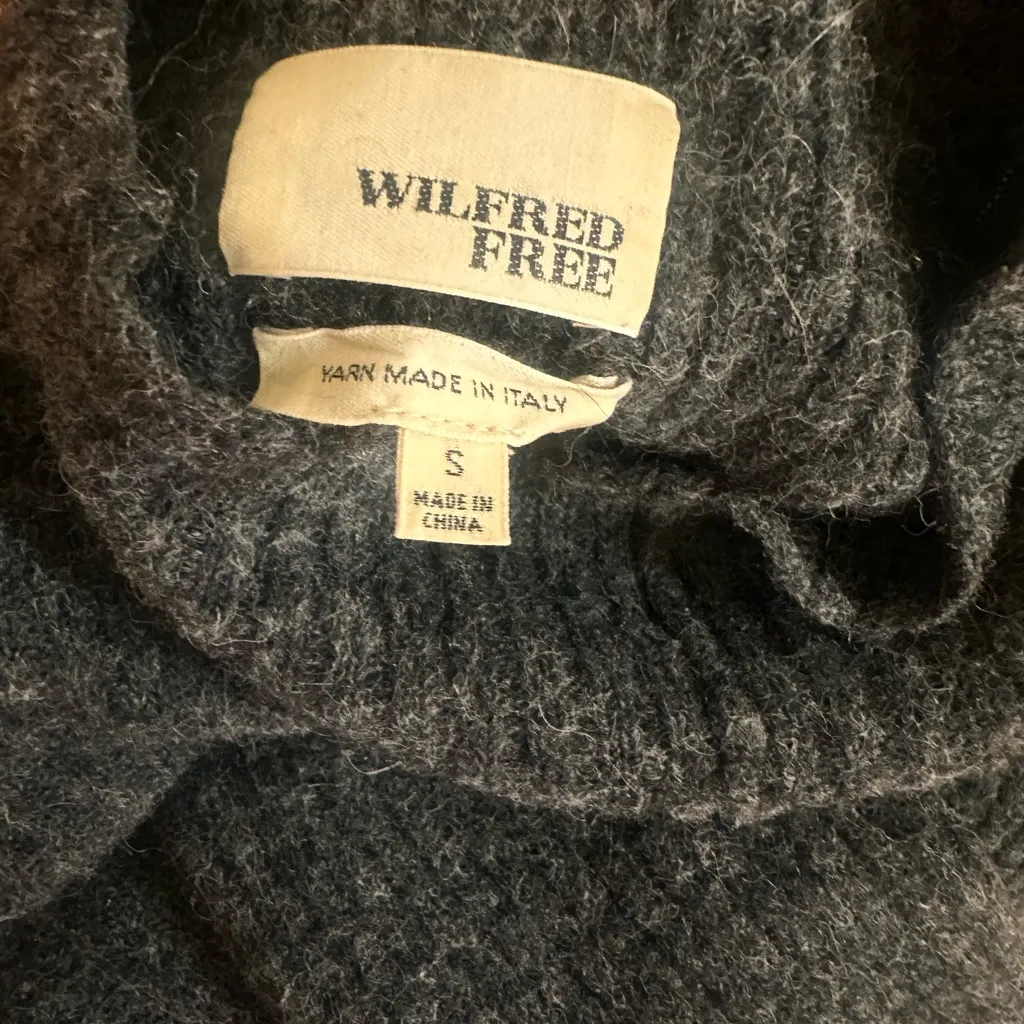 WILFRED
FREE
YARN MADE IN ITALY
S
MADE IN
CHINA